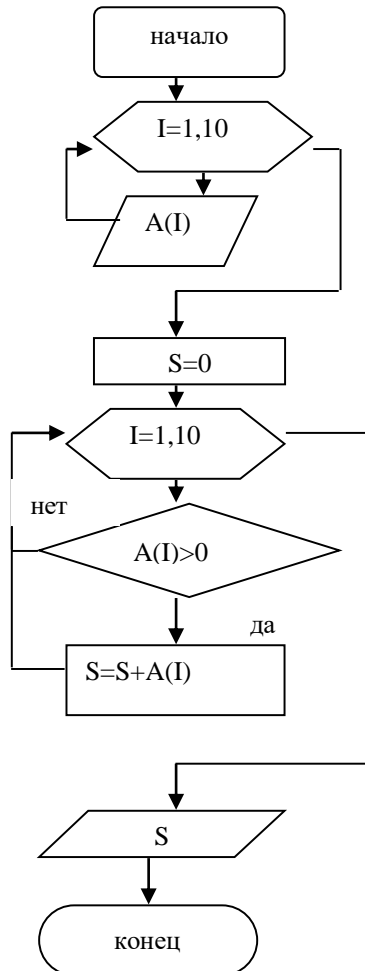 начало
I=1,10
A(I)
S=0
I=1,10
нет
A(I)>0
да
S=S+A(I)
S
конец